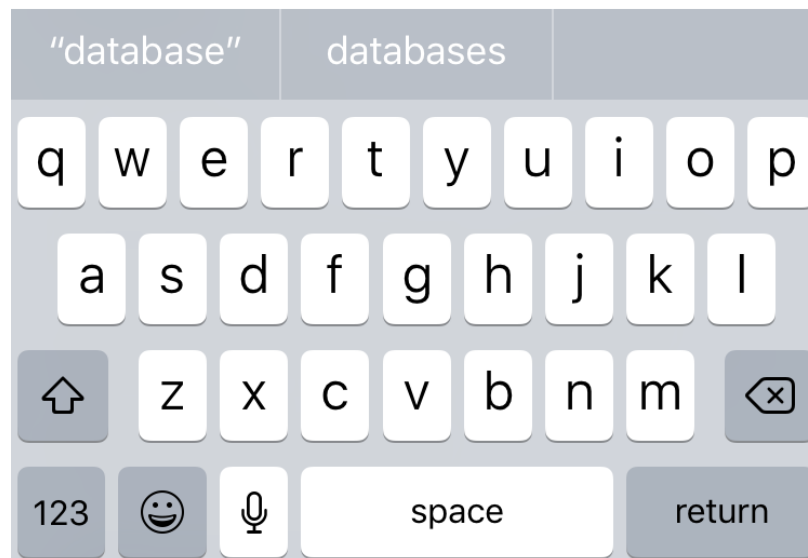 “database” databases
q w e r t y u i o p
a s d f g h j k l
z x c v b n m
123 space return